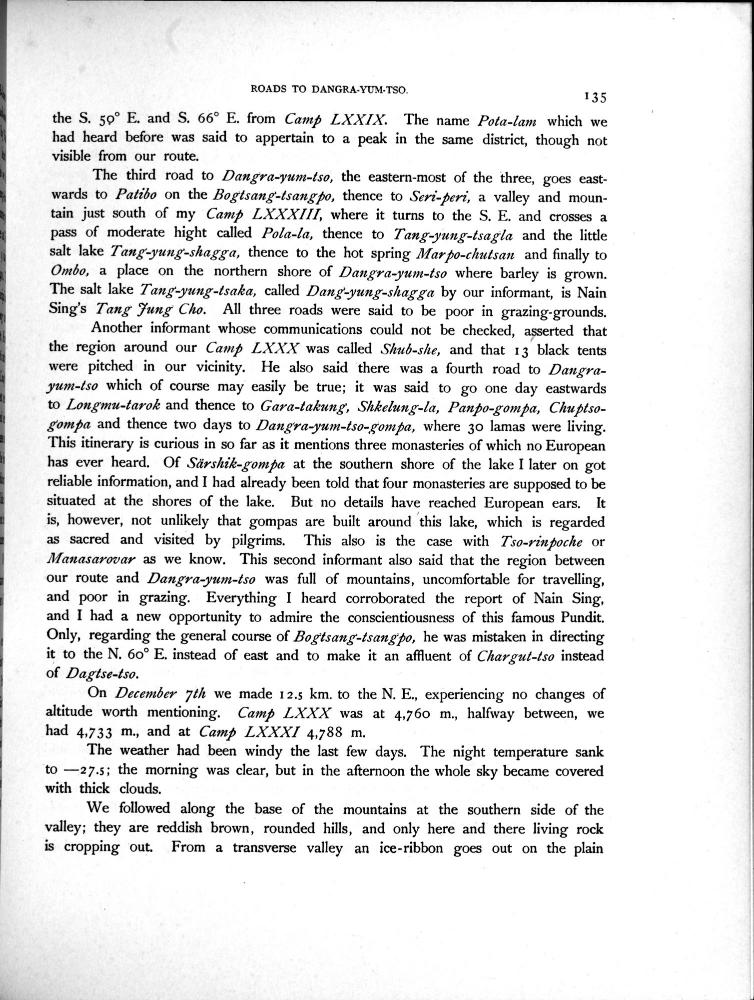 ROADS TO DANGRA-YUM-TSO.
135
the S. 59° E. and S. 66° E. from Camp LXXIX. The name Pota-lam which we
had heard before was said to appertain to a peak in the same district, though not
visible from our route.
The third road to Dangra-yum-tso, the eastern-most of the three, goes east-
wards to Patibo on the Bogtsang-tsangpo, thence to Seri-peri, a valley and moun-
tain just south of my Camp LXXXIII, where it turns to the S. E. and crosses a
pass of moderate hight called Pola-la, thence to Tang-yung-tsagla and the little
salt lake Tang-yung-shagga, thence to the hot spring Marpo-chutsan and finally to
Ombo, a place on the northern shore of Dangra-yum-tso where barley is grown.
The salt lake Tang-yung-tsaka, called Dang-yung-shagga by our informant, is Nain
Sing's Tang Jung Cho. All three roads were said to be poor in grazing-grounds.
Another informant whose communications could not be checked, asserted that
the region around our Camp LXXX was called Shub-she, and that 13 black tents
were pitched in our vicinity. He also said there was a fourth road to Dangra-
yum-tso which of course may easily be true; it was said to go one day eastwards
to Longmu-tarok and thence to Gara-takung, Shkelung-la, Panpo-gompa, Chuptso-
gompa and thence two days to Dangra-yum-tso-gompa, where 30 lamas were living.
This itinerary is curious in so far as it mentions three monasteries of which no European
has ever heard. Of Särshik-gompa at the southern shore of the lake I later on got
reliable information, and I had already been told that four monasteries are supposed to be
situated at the shores of the lake. But no details have reached European ears. It
is, however, not unlikely that gompas are built around this lake, which is regarded
as sacred and visited by pilgrims. This also is the case with Tso-rinpoche or
Manasarovar as we know. This second informant also said that the region between
our route and Dangra-yum-tso was full of mountains, uncomfortable for travelling,
and poor in grazing. Everything I heard corroborated the report of Nain Sing,
and I had a new opportunity to admire the conscientiousness of this famous Pundit.
Only, regarding the general course of Bogtsang-tsangpo, he was mistaken in directing
it to the N. 60° E. instead of east and to make it an affluent of Chargut-tso instead
of Dagtse-tso.
On December 7th we made 12.5 km. to the N. E., experiencing no changes of
altitude worth mentioning. Camp LXXX was at 4,760 m., halfway between, we
had 4,733 m., and at Camp LXXXI 4,788 m.
The weather had been windy the last few days. The night temperature sank
to —27.5; the morning was clear, but in the afternoon the whole sky became covered
with thick clouds.
We followed along the base of the mountains at the southern side of the
valley; they are reddish brown, rounded hills, and only here and there living rock
is cropping out. From a transverse valley an ice-ribbon goes out on the plain